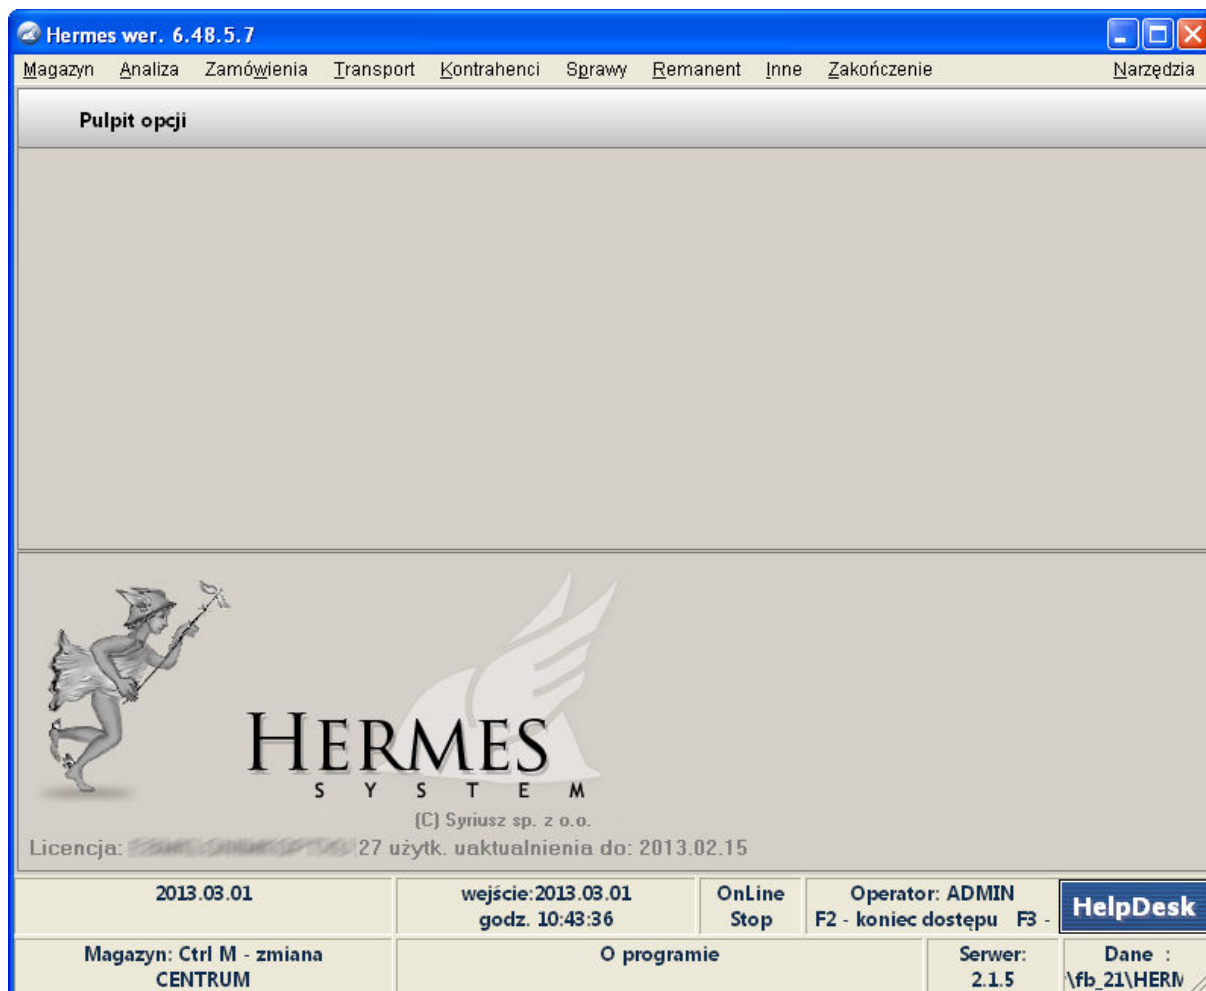 Hermes wer. 6.48.5.7
Magazyn Analiza Zamówienia Transport Kontrahenci Sprawy Remanent Inne Zakończenie Narzędzia
Pulpit opcji
HERMES
SYSTEM
(C) Syriusz sp. z o.o.
Licencja: 27 użytk. uaktualnienia do: 2013.02.15
2013.03.01 wejście:2013.03.01 OnLine Operator: ADMIN HelpDesk
godz. 10:43:36 Stop F2 - koniec dostępu F3 -
Magazyn: Ctrl M - zmiana O programie Serwer: Dane :
CENTRUM 2.1.5 \fb_21\HERM